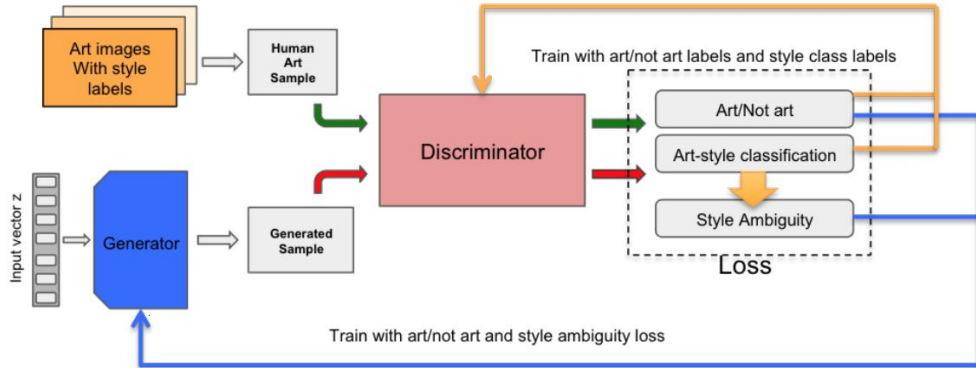 Art images
With style
labels
Human
Art
Sample
Train with art/not art labels and style class labels
Art/Not art
Discriminator
Art-style classification
Style Ambiguity
Loss
Input vector z
Generator
Generated
Sample
Train with art/not art and style ambiguity loss